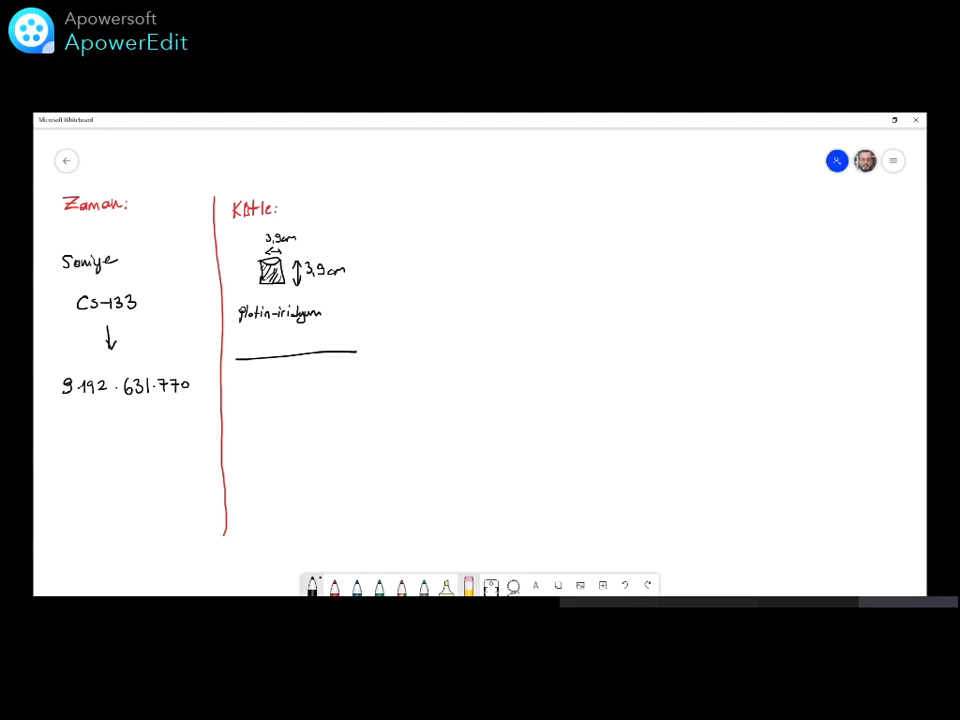 Apowersoft
ApowerEdit
Microsoft Whiteboard
Zaman:
Saniye
Cs-133
9.192.631.770
Kütle:
3,9cm
3,9cm
platin-iridyum